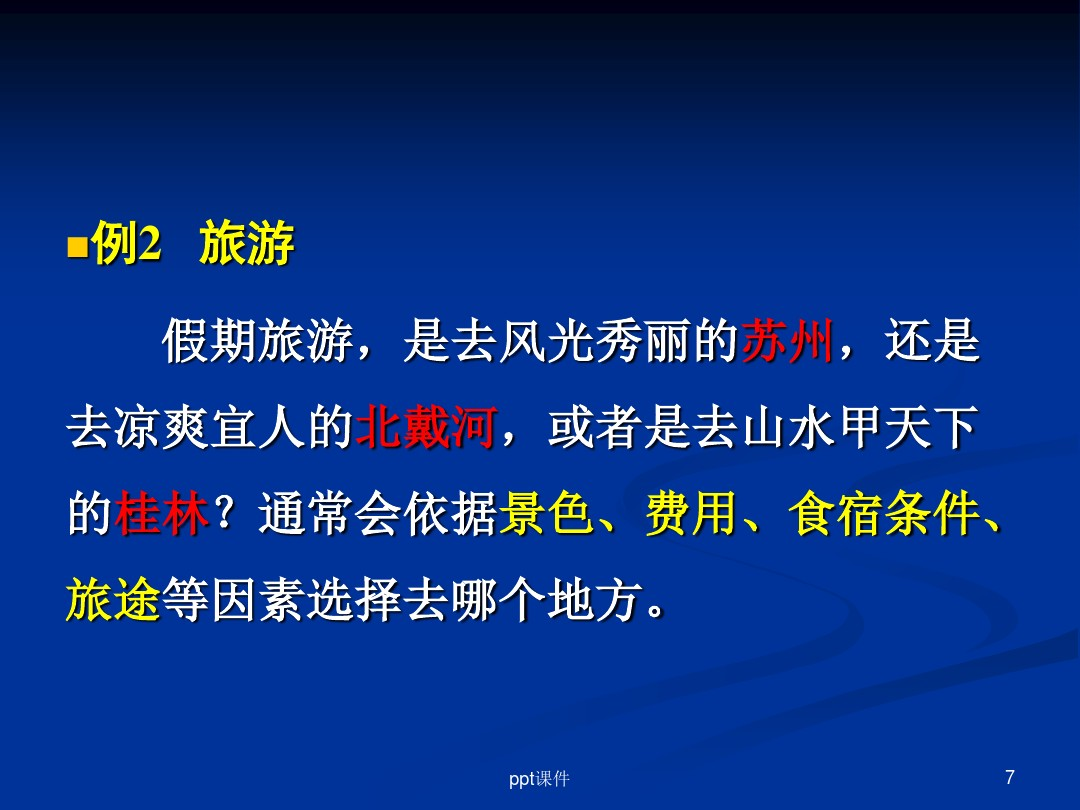 例2 旅游
假期旅游，是去风光秀丽的苏州，还是
去凉爽宜人的北戴河，或者是去山水甲天下
的桂林？通常会依据景色、费用、食宿条件、
旅途等因素选择去哪个地方。
ppt课件
7